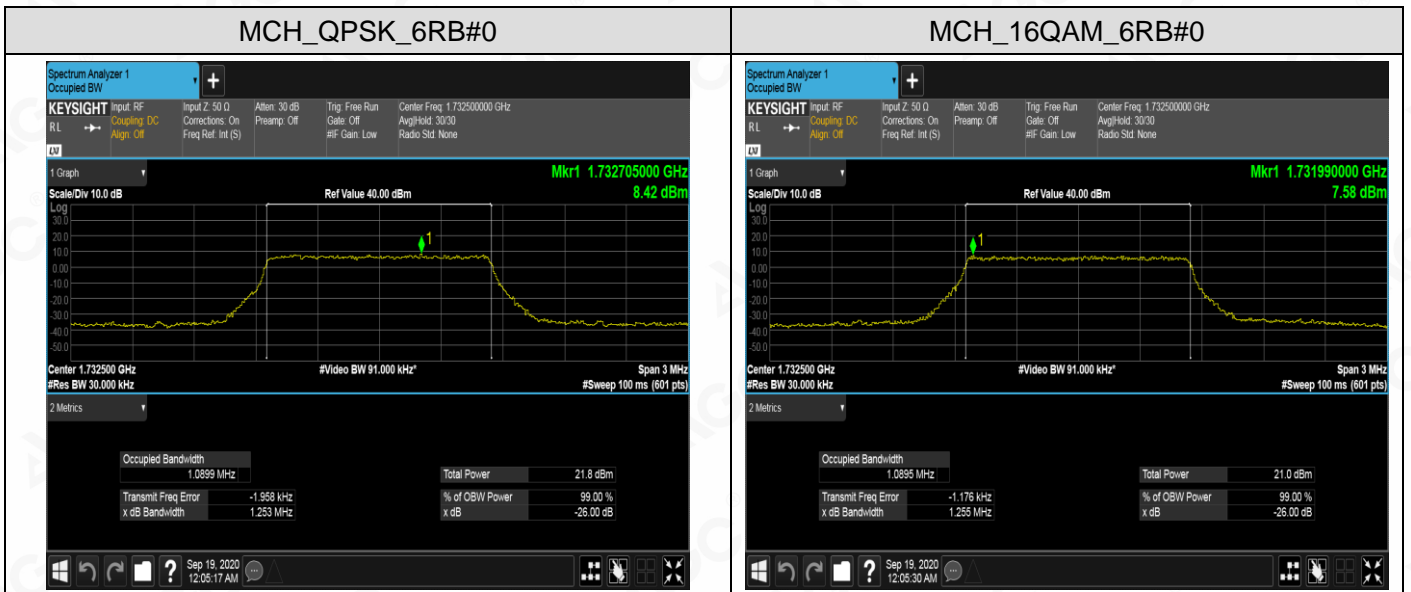 MCH_QPSK_6RB#0
Spectrum Analyzer 1
Occupied BW
+
KEYSIGHT
RL
LXI
Input: RF
Coupling: DC
Align: Off
Input Z: 50 Ω
Corrections: On
Freq Ref: Int (S)
Atten: 30 dB
Preamp: Off
Trig: Free Run
Gate: Off
#IF Gain: Low
Center Freq: 1.732500000 GHz
Avg|Hold: 30/30
Radio Std: None
1 Graph
Mkr1 1.732705000 GHz
Scale/Div 10.0 dB
Ref Value 40.00 dBm
8.42 dBm
Log
30.0
20.0
10.0
0.00
-10.0
-20.0
-30.0
-40.0
-50.0
1
Center 1.732500 GHz
#Video BW 91.000 kHz*
Span 3 MHz
#Res BW 30.000 kHz
#Sweep 100 ms (601 pts)
2 Metrics
Occupied Bandwidth
1.0899 MHz
Total Power 21.8 dBm
Transmit Freq Error -1.958 kHz
% of OBW Power 99.00 %
x dB Bandwidth 1.253 MHz
x dB -26.00 dB
?
Sep 19, 2020
12:05:17 AM
MCH_16QAM_6RB#0
Spectrum Analyzer 1
Occupied BW
+
KEYSIGHT
RL
LXI
Input: RF
Coupling: DC
Align: Off
Input Z: 50 Ω
Corrections: On
Freq Ref: Int (S)
Atten: 30 dB
Preamp: Off
Trig: Free Run
Gate: Off
#IF Gain: Low
Center Freq: 1.732500000 GHz
Avg|Hold: 30/30
Radio Std: None
1 Graph
Mkr1 1.731990000 GHz
Scale/Div 10.0 dB
Ref Value 40.00 dBm
7.58 dBm
Log
30.0
20.0
10.0
0.00
-10.0
-20.0
-30.0
-40.0
-50.0
1
Center 1.732500 GHz
#Video BW 91.000 kHz*
Span 3 MHz
#Res BW 30.000 kHz
#Sweep 100 ms (601 pts)
2 Metrics
Occupied Bandwidth
1.0895 MHz
Total Power 21.0 dBm
Transmit Freq Error -1.176 kHz
% of OBW Power 99.00 %
x dB Bandwidth 1.255 MHz
x dB -26.00 dB
?
Sep 19, 2020
12:05:30 AM